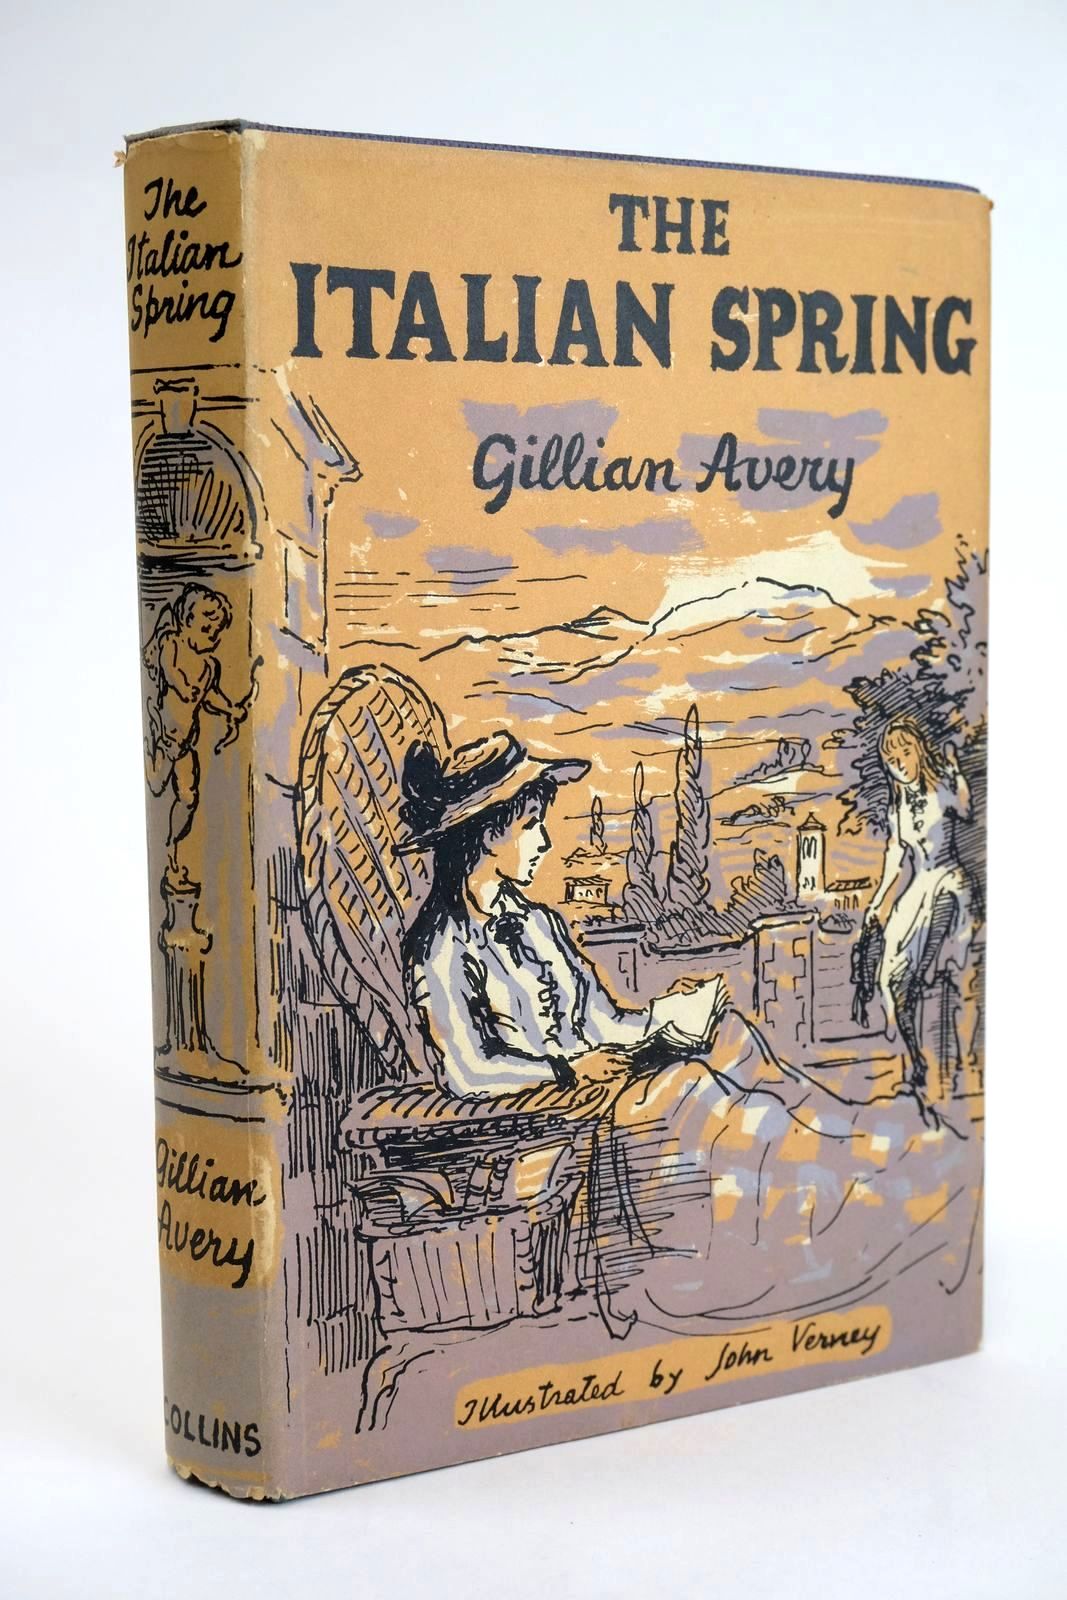 The
Italian
Spring
Gillian
Avery
COLLINS
THE
ITALIAN SPRING
Gillian Avery
Illustrated by John Verney